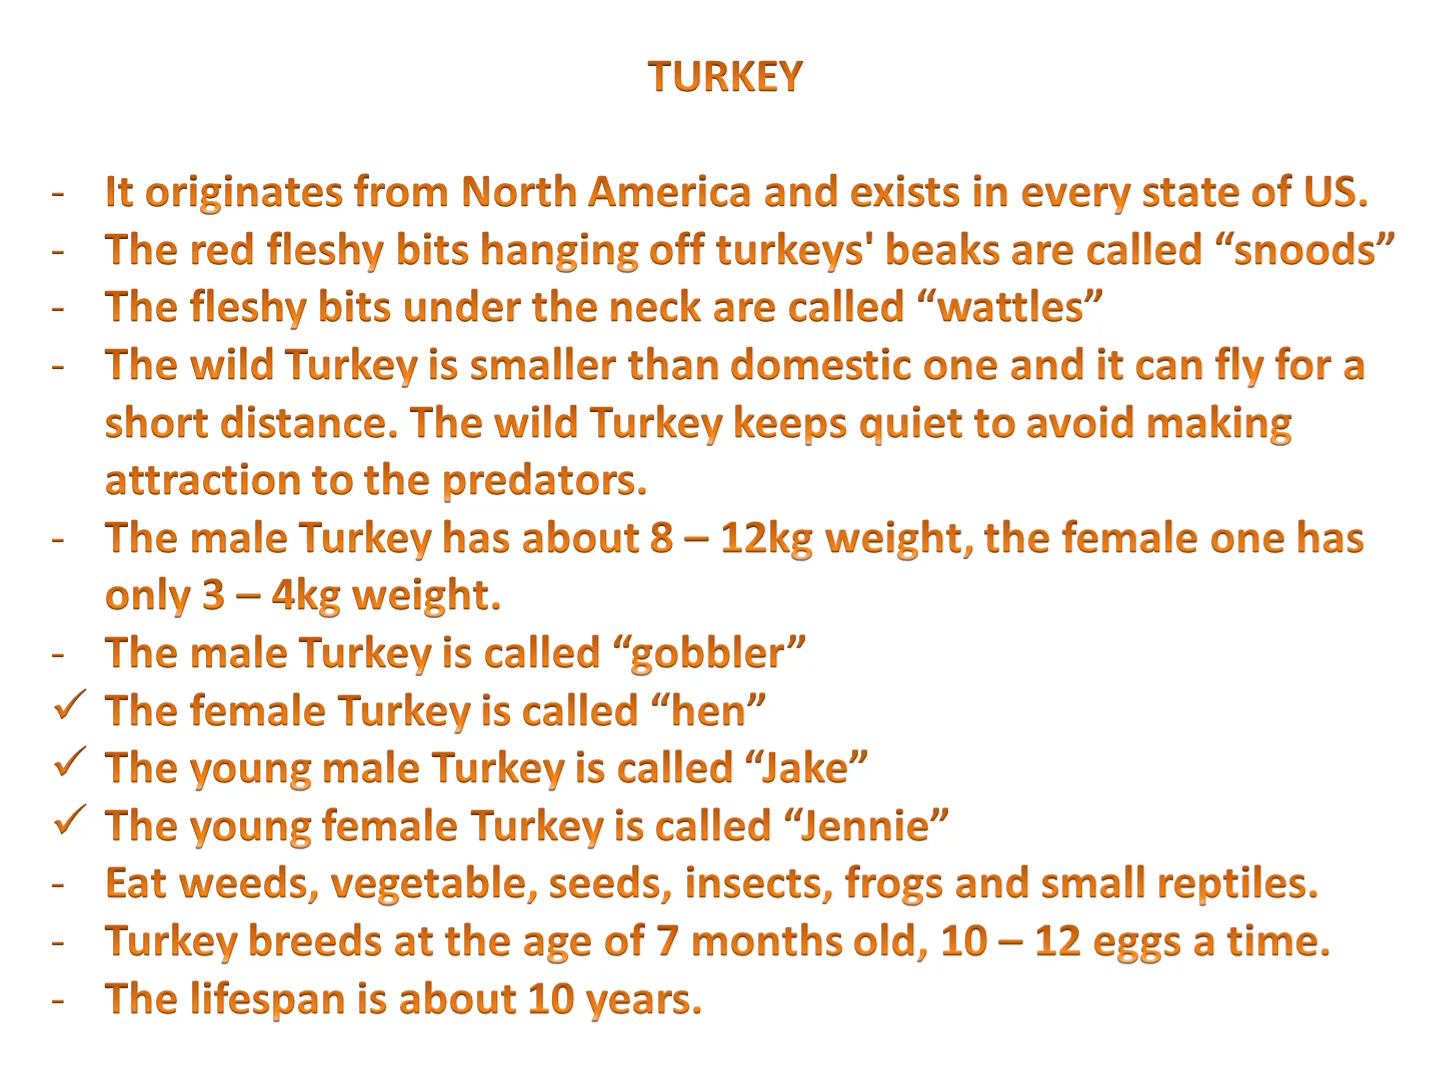 TURKEY
- It originates from North America and exists in every state of US.
- The red fleshy bits hanging off turkeys' beaks are called “snoods”
- The fleshy bits under the neck are called “wattles”
- The wild Turkey is smaller than domestic one and it can fly for a
short distance. The wild Turkey keeps quiet to avoid making
attraction to the predators.
- The male Turkey has about 8 – 12kg weight, the female one has
only 3 – 4kg weight.
- The male Turkey is called “gobbler”
✓ The female Turkey is called “hen”
✓ The young male Turkey is called “Jake”
✓ The young female Turkey is called “Jennie”
- Eat weeds, vegetable, seeds, insects, frogs and small reptiles.
- Turkey breeds at the age of 7 months old, 10 – 12 eggs a time.
- The lifespan is about 10 years.